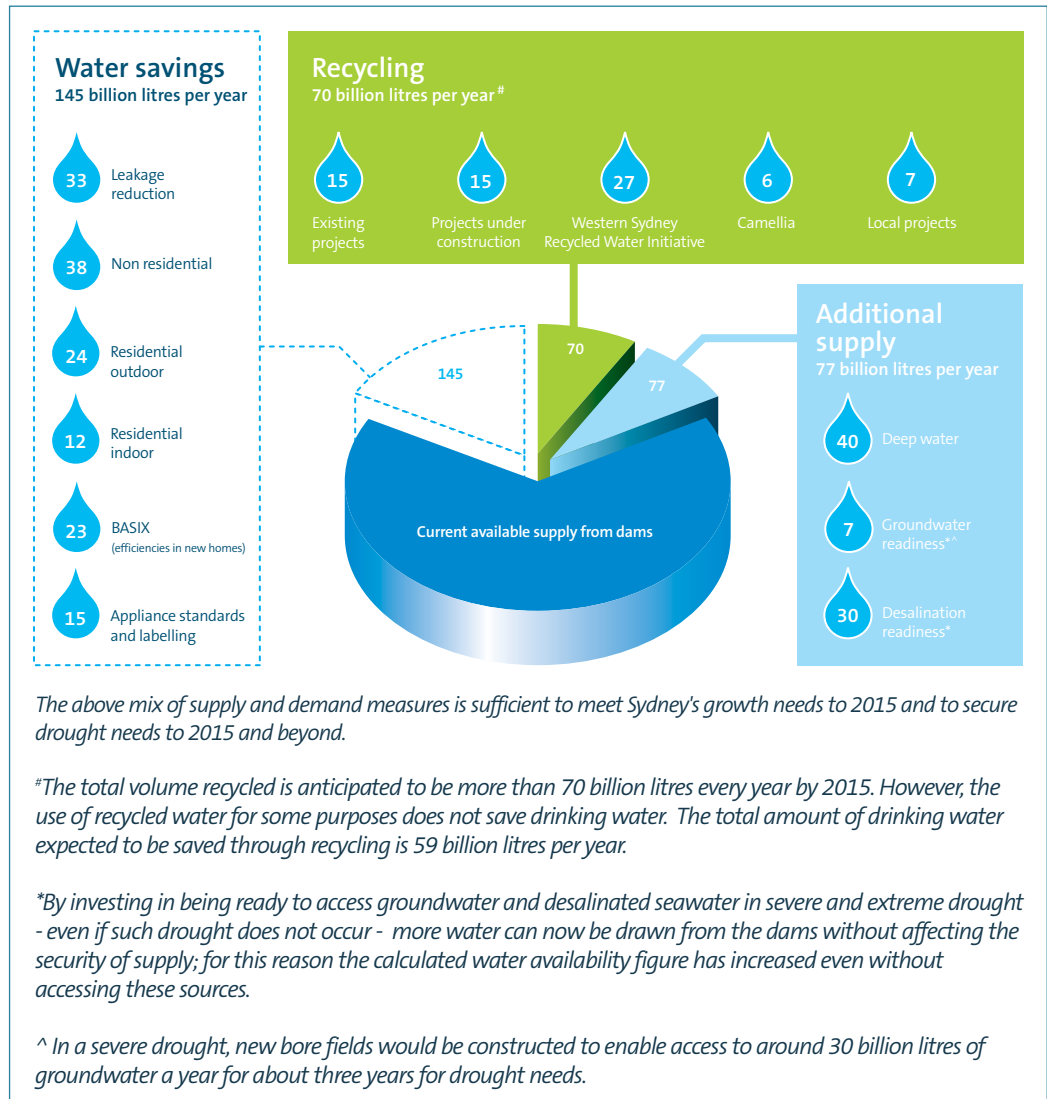 Water savings
145 billion litres per year
33
Leakage
reduction
38
Non residential
24
Residential
outdoor
12
Residential
indoor
23
BASIX
(efficiencies in new homes)
15
Appliance standards
and labelling
Recycling
70 billion litres per year #
15
Existing
projects
15
Projects under
construction
27
Western Sydney
Recycled Water Initiative
6
Camellia
7
Local projects
Additional
supply
77 billion litres per year
40
Deep water
7
Groundwater
readiness*^
30
Desalination
readiness*
145
70
77
Current available supply from dams
The above mix of supply and demand measures is sufficient to meet Sydney's growth needs to 2015 and to secure
drought needs to 2015 and beyond.
#The total volume recycled is anticipated to be more than 70 billion litres every year by 2015. However, the
use of recycled water for some purposes does not save drinking water. The total amount of drinking water
expected to be saved through recycling is 59 billion litres per year.
*By investing in being ready to access groundwater and desalinated seawater in severe and extreme drought
- even if such drought does not occur - more water can now be drawn from the dams without affecting the
security of supply; for this reason the calculated water availability figure has increased even without
accessing these sources.
^ In a severe drought, new bore fields would be constructed to enable access to around 30 billion litres of
groundwater a year for about three years for drought needs.